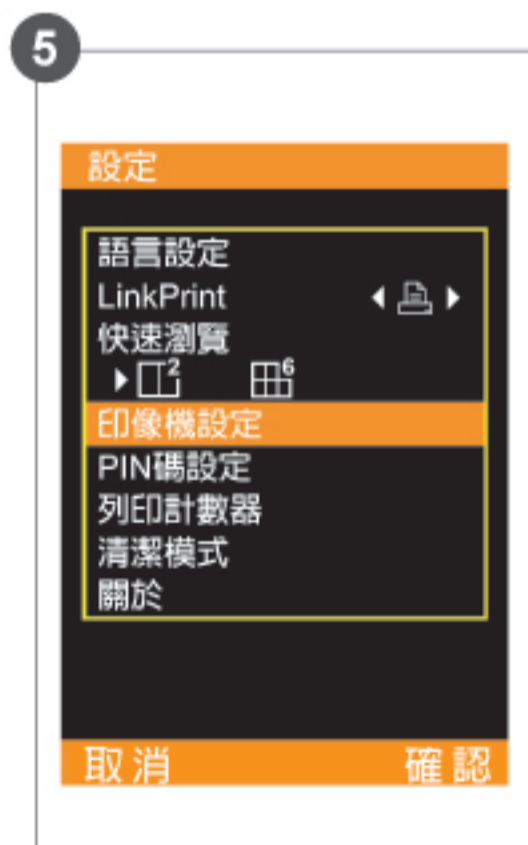 5
設定
語言設定
LinkPrint
快速瀏覽
2 6
印像機設定
PIN碼設定
列印計數器
清潔模式
關於
取消 確認